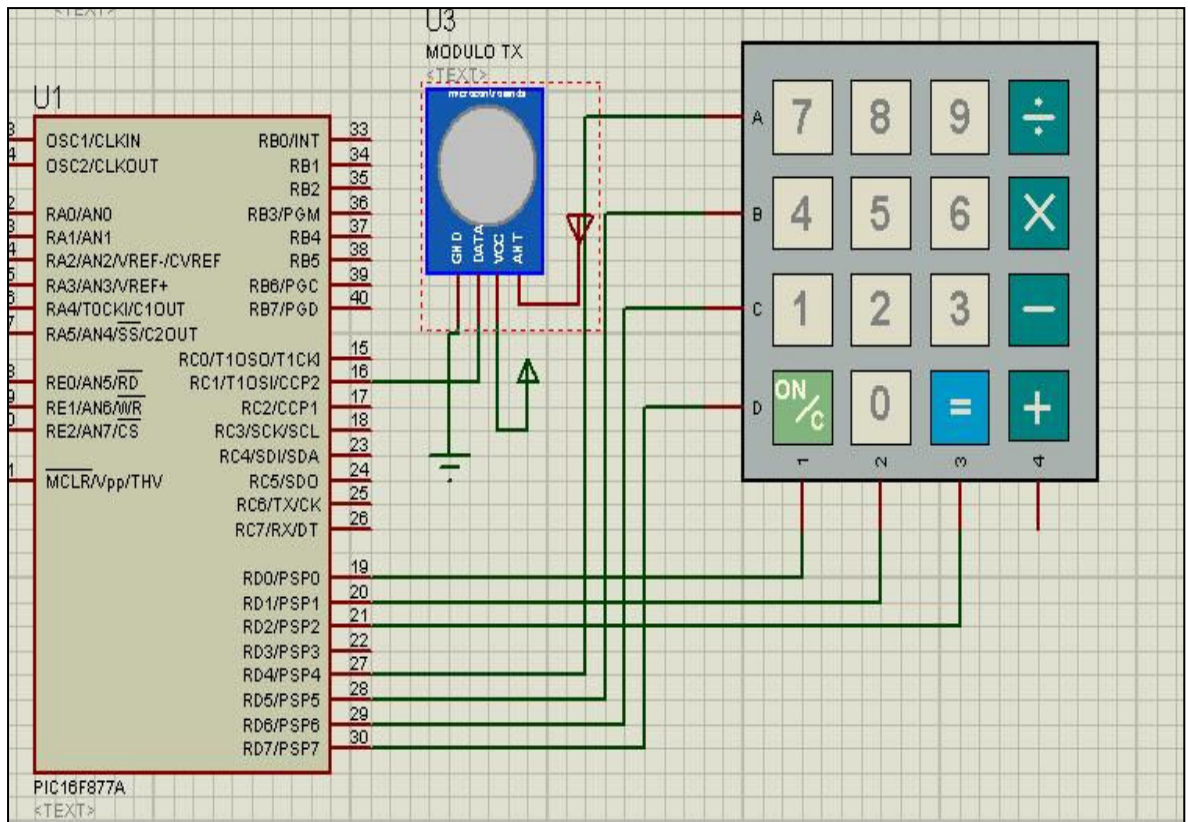 U3
MODULO TX
<TEXT>
U1
OSC1/CLKIN
OSC2/CLKOUT
RA0/AN0
RA1/AN1
RA2/AN2/VREF-/CVREF
RA3/AN3/VREF+
RA4/T0CKI/C1OUT
RA5/AN4/SS/C2OUT
RE0/AN5/RD
RE1/AN6/WR
RE2/AN7/CS
MCLR/Vpp/THV
RB0/INT 33
RB1 34
RB2 35
RB3/PGM 36
RB4 37
RB5 38
RB6/PGC 39
RB7/PGD 40
RC0/T1OSO/T1CKI 15
RC1/T1OSI/CCP2 16
RC2/CCP1 17
RC3/SCK/SCL 18
RC4/SDI/SDA 23
RC5/SDO 24
RC6/TX/CK 25
RC7/RX/DT 26
RD0/PSP0 19
RD1/PSP1 20
RD2/PSP2 21
RD3/PSP3 22
RD4/PSP4 27
RD5/PSP5 28
RD6/PSP6 29
RD7/PSP7 30
PIC16F877A
<TEXT>
GND
DATA
VCC
ANT
A 7 8 9 ÷
B 4 5 6 X
C 1 2 3 −
D ON/C 0 = +
1 2 3 4